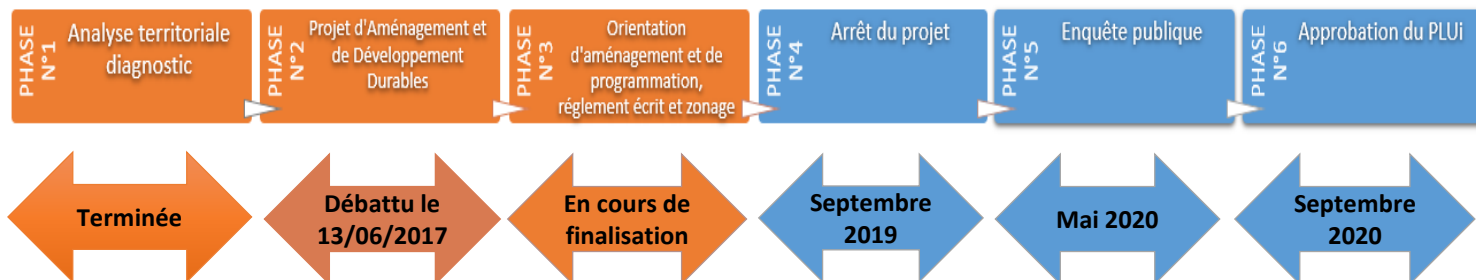 PHASE
N°1
Analyse territoriale
diagnostic
PHASE
N°2
Projet d'Aménagement et
de Développement
Durables
PHASE
N°3
Orientation
d'aménagement et de
programmation,
réglement écrit et zonage
PHASE
N°4
Arrêt du projet
PHASE
N°5
Enquête publique
PHASE
N°6
Approbation du PLUi
Terminée
Débattu le
13/06/2017
En cours de
finalisation
Septembre
2019
Mai 2020
Septembre
2020